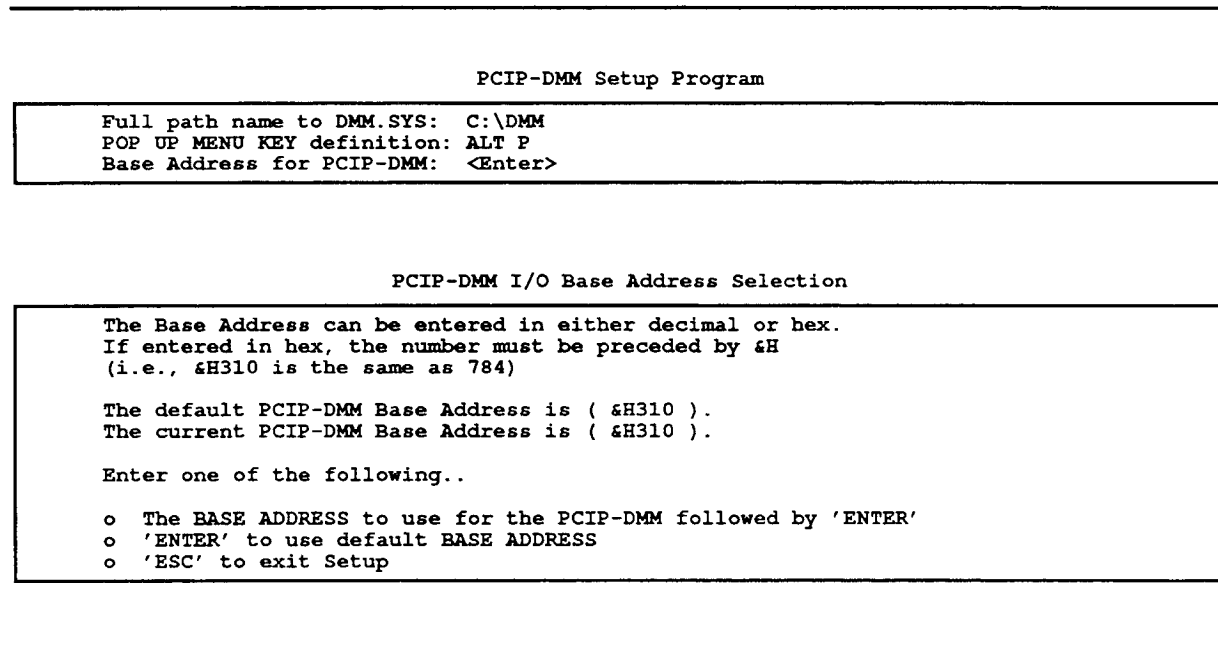 PCIP-DMM Setup Program
Full path name to DMM.SYS: C:\DMM
POP UP MENU KEY definition: ALT P
Base Address for PCIP-DMM: <Enter>
PCIP-DMM I/O Base Address Selection
The Base Address can be entered in either decimal or hex.
If entered in hex, the number must be preceded by &H
(i.e., &H310 is the same as 784)
The default PCIP-DMM Base Address is ( &H310 ).
The current PCIP-DMM Base Address is ( &H310 ).
Enter one of the following..
o The BASE ADDRESS to use for the PCIP-DMM followed by 'ENTER'
o 'ENTER' to use default BASE ADDRESS
o 'ESC' to exit Setup